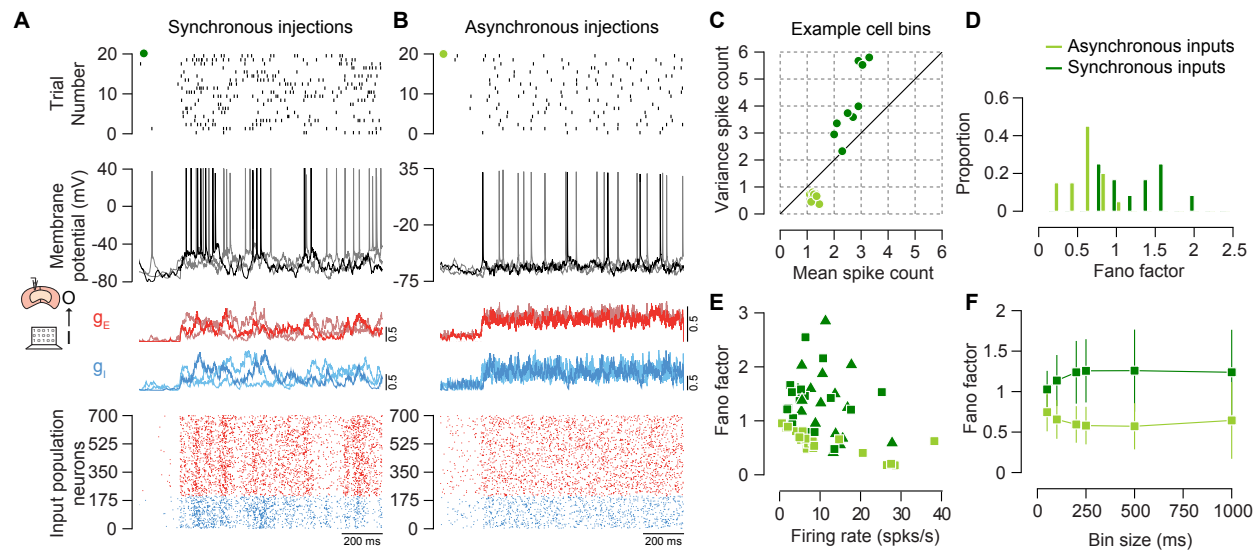 A
Synchronous injections
Trial
Number
20
10
0
Membrane
potential (mV)
40
0
-40
-80
g_E
0.5
g_I
0.5
O
I
Input population
neurons
700
525
350
175
0
200 ms
B
Asynchronous injections
20
10
0
35
-20
-75
0.5
0.5
700
525
350
175
0
200 ms
C
Example cell bins
Variance spike count
6
5
4
3
2
1
0
0 1 2 3 4 5 6
Mean spike count
D
Asynchronous inputs
Synchronous inputs
Proportion
0.6
0.4
0.2
0
0 0.5 1 1.5 2 2.5
Fano factor
E
Fano factor
3
2
1
0
0 10 20 30 40
Firing rate (spks/s)
F
Fano factor
2
1.5
1
0.5
0
0 250 500 750 1000
Bin size (ms)